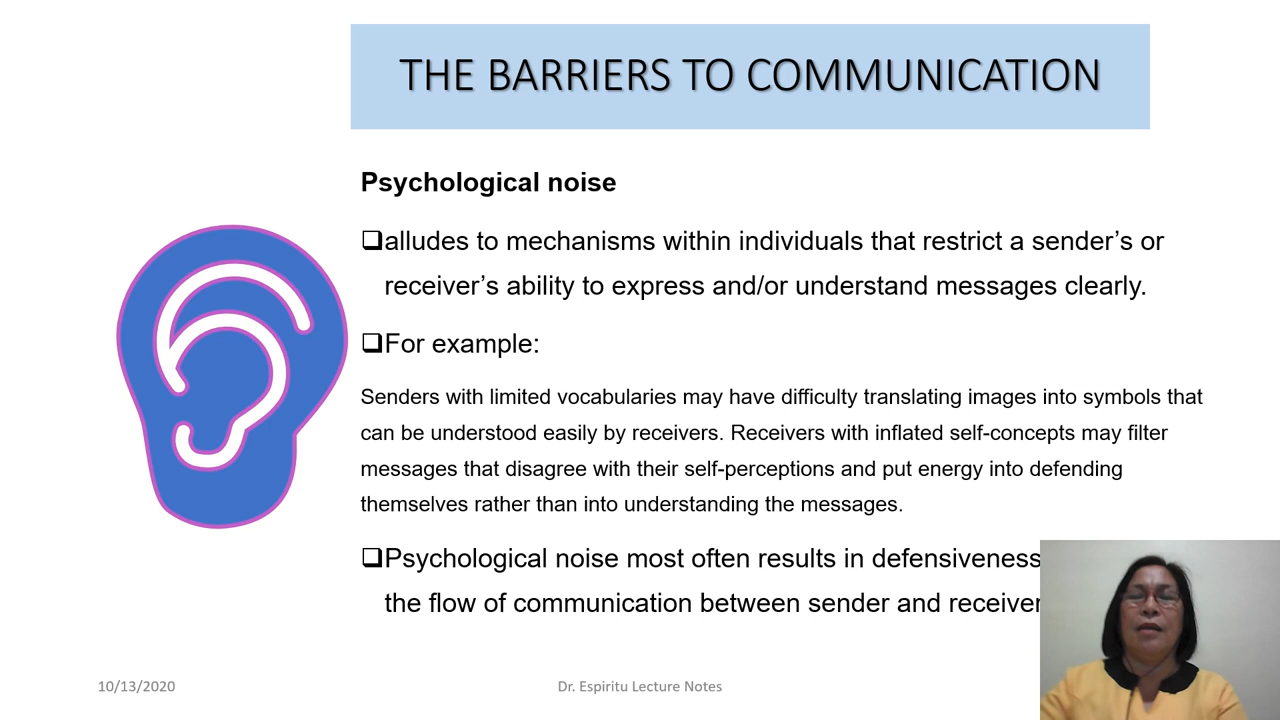 THE BARRIERS TO COMMUNICATION
Psychological noise
❑alludes to mechanisms within individuals that restrict a sender’s or
receiver’s ability to express and/or understand messages clearly.
❑For example:
Senders with limited vocabularies may have difficulty translating images into symbols that
can be understood easily by receivers. Receivers with inflated self-concepts may filter
messages that disagree with their self-perceptions and put energy into defending
themselves rather than into understanding the messages.
❑Psychological noise most often results in defensiveness
the flow of communication between sender and receiver
10/13/2020
Dr. Espiritu Lecture Notes